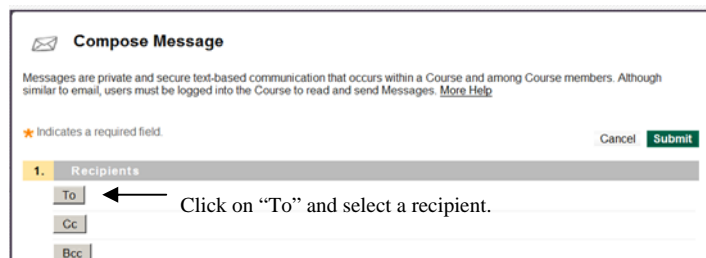 Compose Message
Messages are private and secure text-based communication that occurs within a Course and among Course members. Although
similar to email, users must be logged into the Course to read and send Messages. More Help
Indicates a required field.
Cancel Submit
1. Recipients
To
Click on “To” and select a recipient.
Cc
Bcc